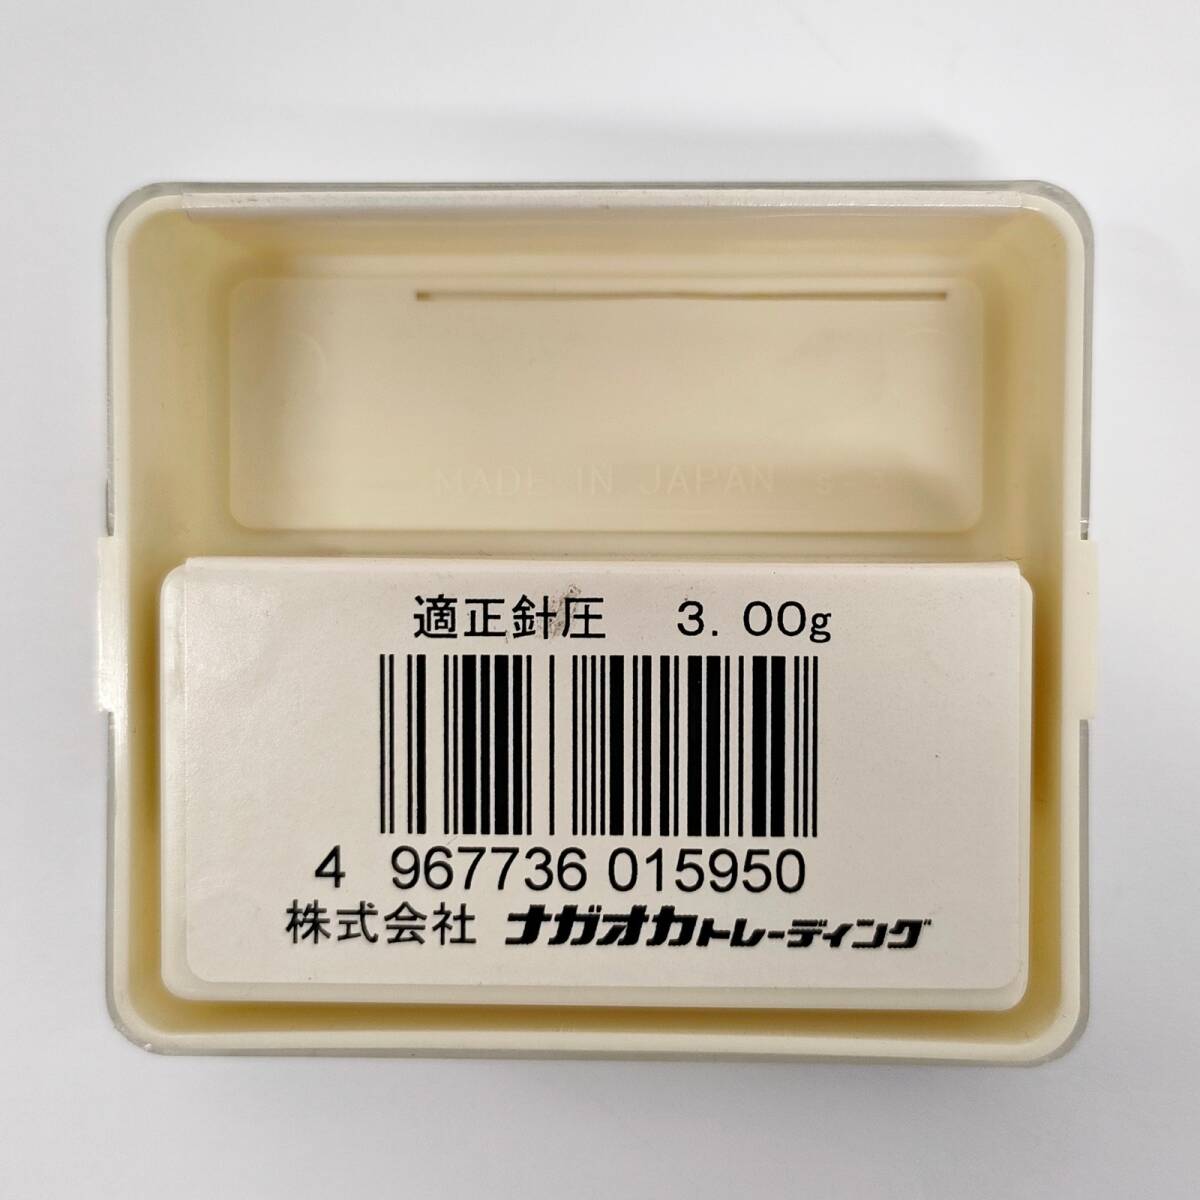 MADE IN JAPAN
適正針圧 3.00g
4 967736 015950
株式会社 ナガオカトレーディング